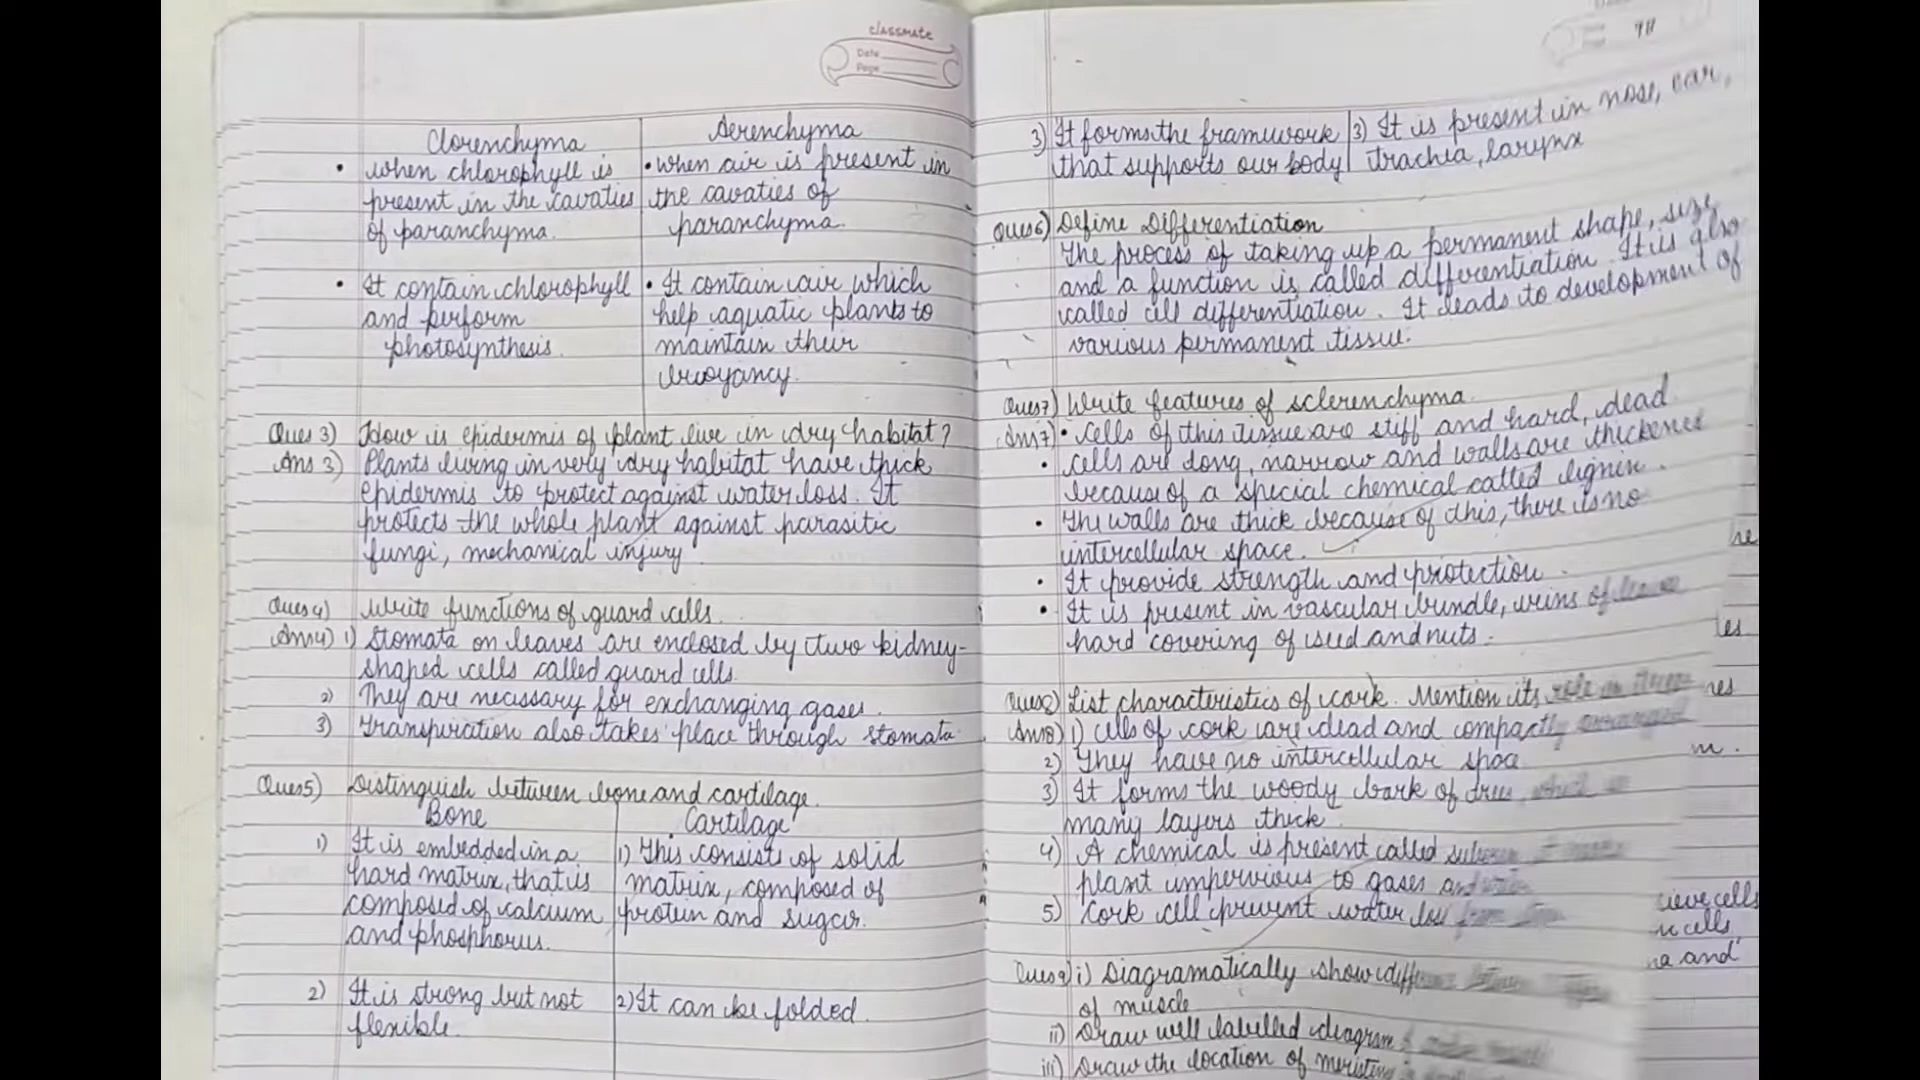 classmate
Date
Page
Clorenchyma
• when chlorophyll is
present in the cavaties
of paranchyma.
• It contain chlorophyll
and perform
photosynthesis.
Aerenchyma
• when air is present in
the cavaties of
paranchyma.
• It contain air which
help aquatic plants to
maintain their
buoyancy.
Ques 3) How is epidermis of plant live in dry habitat?
Ans 3) Plants living in very dry habitat have thick
epidermis to protect against water loss. It
protects the whole plant against parasitic
fungi, mechanical injury
Ques 4) Write functions of guard cells.
Ans 4) 1) Stomata on leaves are enclosed by two kidney-
shaped cells called guard cells.
2) They are necessary for exchanging gases.
3) Transpiration also takes place through stomata.
Ques 5) Distinguish between bone and cartilage.
Bone
1) It is embedded in a
hard matrix, that is
composed of calcium
and phosphorus.
2) It is strong but not
flexible.
Cartilage
1) This consists of solid
matrix, composed of
protein and sugar.
2) It can be folded.
3) It forms the framework
that supports our body
3) It is present in nose, ear,
trachea, larynx
Ques 6) Define Differentiation
The process of taking up a permanent shape, size,
and a function is called differentiation. It is also
called cell differentiation. It leads to development of
various permanent tissue.
Ques 7) Write features of sclerenchyma.
Ans 7) • Cells of this tissue are stiff and hard, dead
• Cells are long, narrow and walls are thickened
because of a special chemical called lignin.
• The walls are thick because of this, there is no
intercellular space.
• It provide strength and protection.
• It is present in vascular bundle, veins of leaves
hard covering of seed and nuts.
Ques 8) List characteristics of cork. Mention its role
Ans 8) 1) Cells of cork are dead and compactly arranged
2) They have no intercellular space
3) It forms the woody bark of tree,
many layers thick
4) A chemical is present called
plant impervious to gases and
5) Cork cell prevent water loss from
Ques 9) i) Diagramatically show
of muscle
ii) Draw well labelled diagram
iii) Draw the location of
res
sieve cells
cells,
and